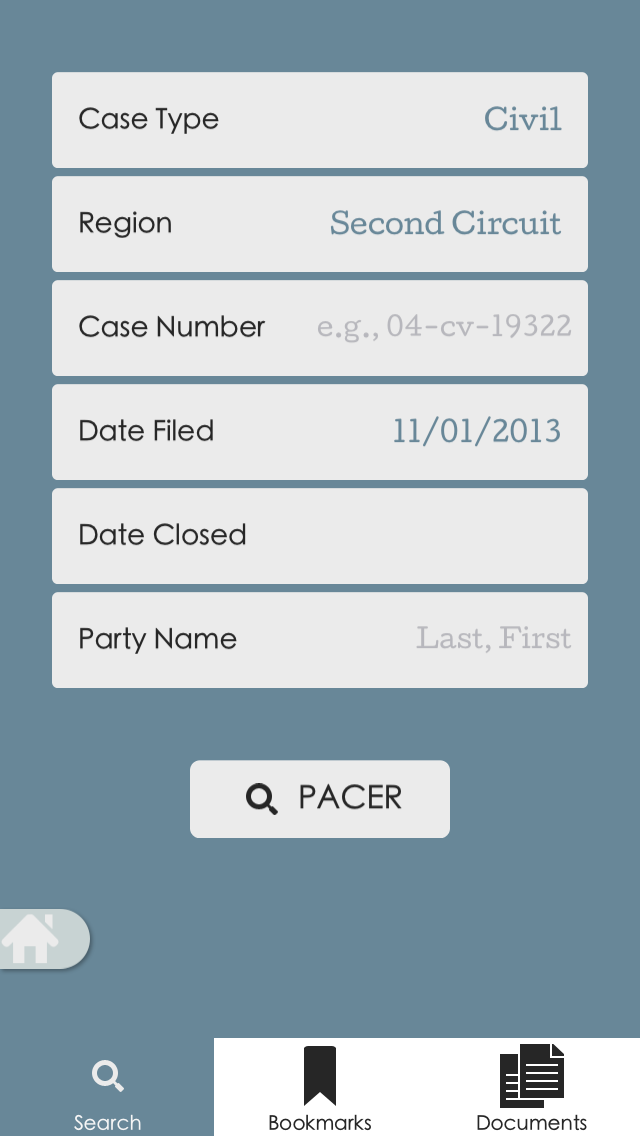 Case Type Civil
Region Second Circuit
Case Number e.g., 04-cv-19322
Date Filed 11/01/2013
Date Closed
Party Name Last, First
PACER
Search Bookmarks Documents